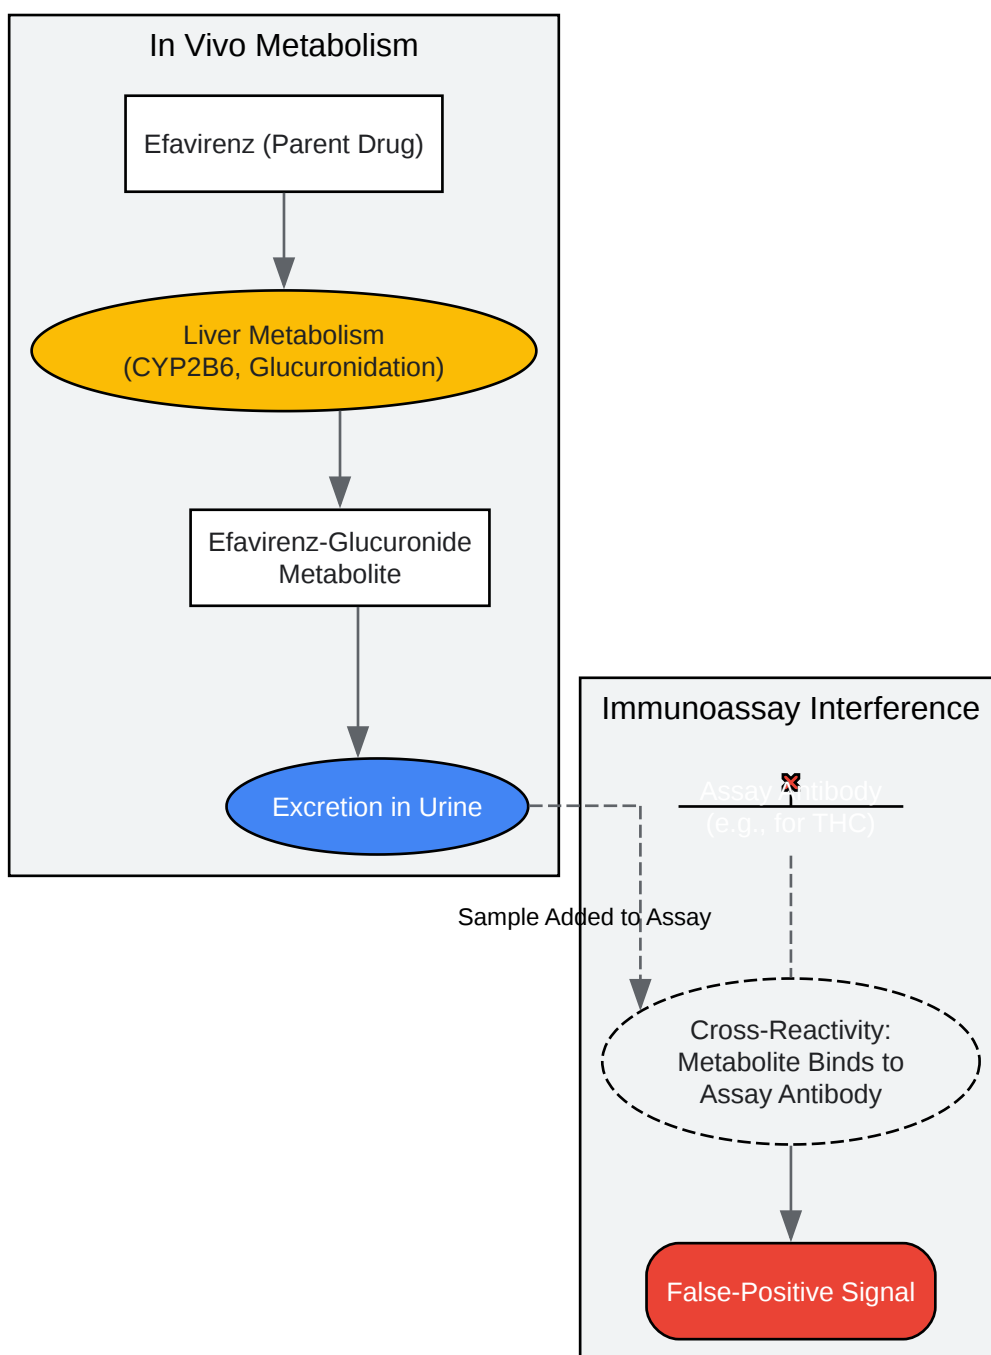 In Vivo Metabolism
Efavirenz (Parent Drug)
Liver Metabolism
(CYP2B6, Glucuronidation)
Efavirenz-Glucuronide
Metabolite
Excretion in Urine
Immunoassay Interference
Assay Antibody
(e.g., for THC)
Sample Added to Assay
Cross-Reactivity:
Metabolite Binds to
Assay Antibody
False-Positive Signal